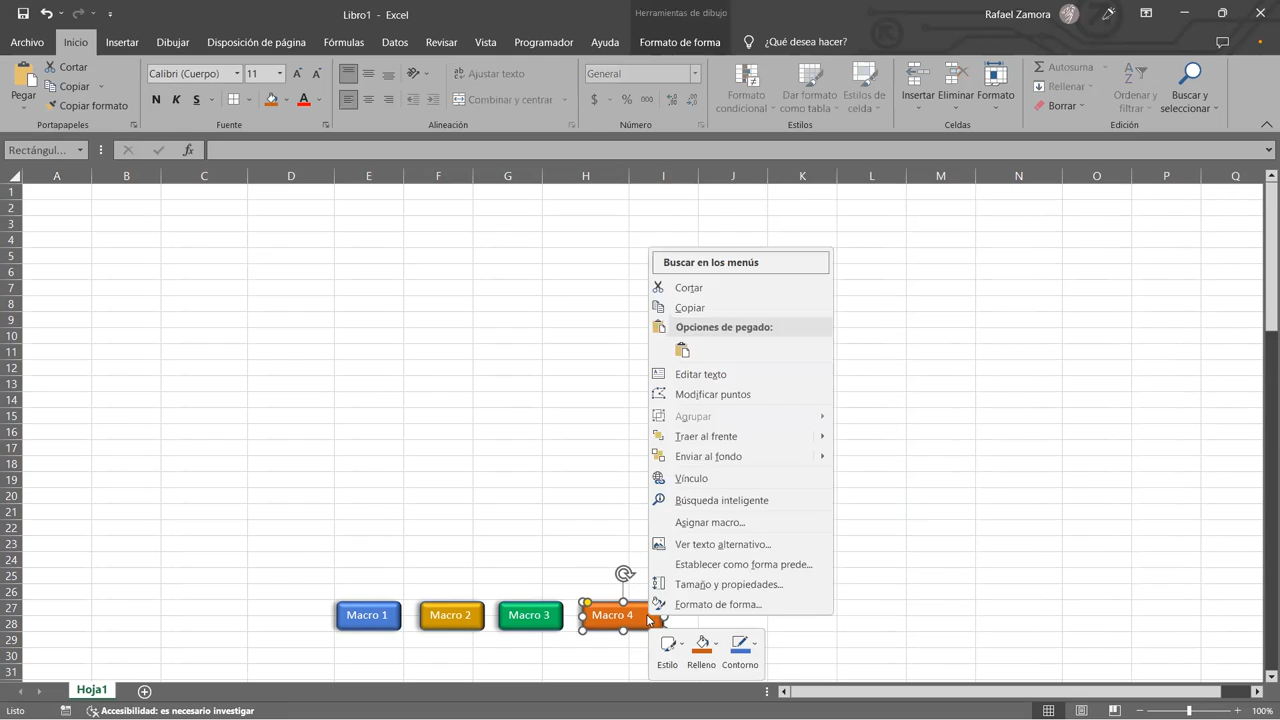 Libro1 - Excel
Herramientas de dibujo
Rafael Zamora
Archivo Inicio Insertar Dibujar Disposición de página Fórmulas Datos Revisar Vista Programador Ayuda Formato de forma ¿Qué desea hacer?
Pegar
Cortar
Copiar
Copiar formato
Portapapeles
Calibri (Cuerpo) 11
N K S
Fuente
Ajustar texto
Combinar y centrar
Alineación
General
$ % 000
Número
Formato condicional
Dar formato como tabla
Estilos de celda
Estilos
Insertar Eliminar Formato
Celdas
Autosuma
Rellenar
Borrar
Ordenar y filtrar
Buscar y seleccionar
Edición
Rectángul... fx
A B C D E F G H I J K L M N O P Q
1
2
3
4
5
6
7
8
9
10
11
12
13
14
15
16
17
18
19
20
21
22
23
24
25
26
27
28
29
30
31
Buscar en los menús
Cortar
Copiar
Opciones de pegado:
Editar texto
Modificar puntos
Agrupar
Traer al frente
Enviar al fondo
Vínculo
Búsqueda inteligente
Asignar macro...
Ver texto alternativo...
Establecer como forma prede...
Tamaño y propiedades...
Formato de forma...
Macro 1 Macro 2 Macro 3 Macro 4
Estilo Relleno Contorno
Hoja1
Listo Accesibilidad: es necesario investigar 100%